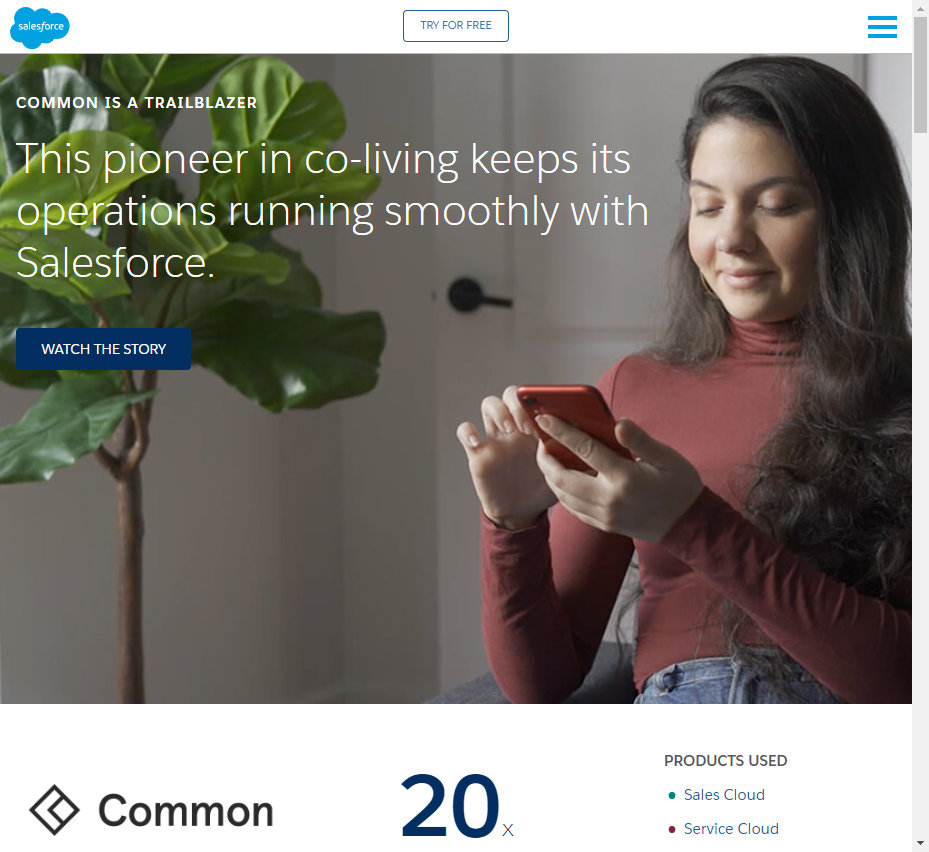 salesforce
TRY FOR FREE
COMMON IS A TRAILBLAZER
This pioneer in co-living keeps its
operations running smoothly with
Salesforce.
WATCH THE STORY
Common
20x
PRODUCTS USED
Sales Cloud
Service Cloud